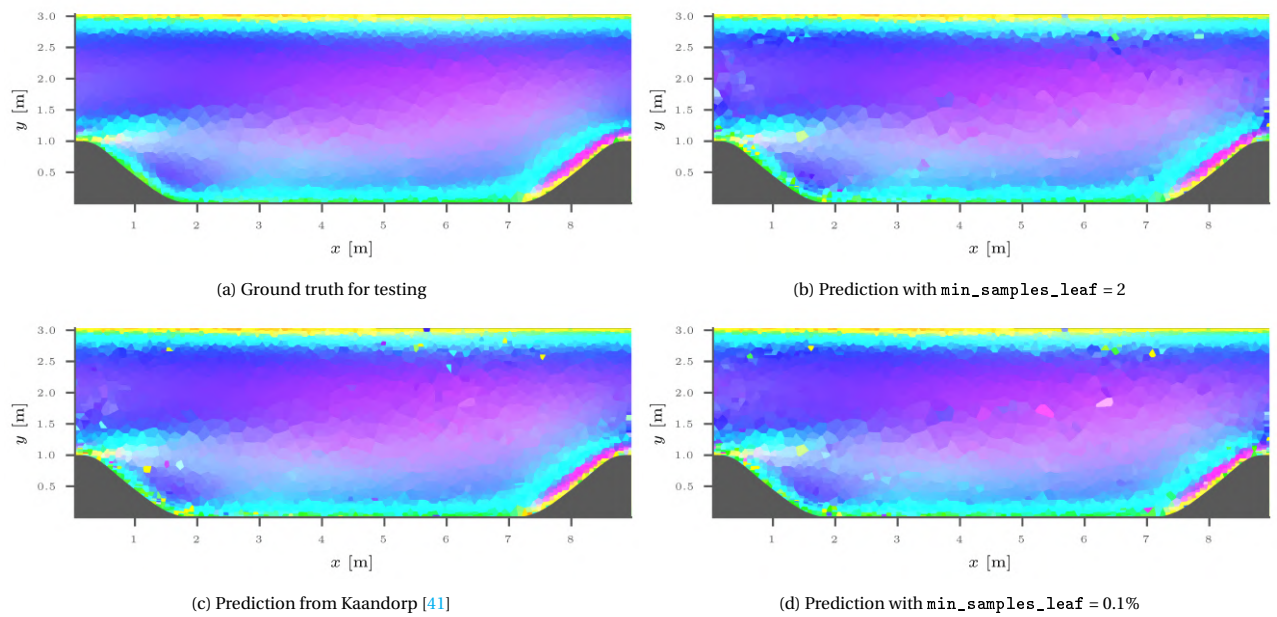 3.0
2.5
2.0
1.5
1.0
0.5
y [m]
1 2 3 4 5 6 7 8
x [m]
(a) Ground truth for testing
3.0
2.5
2.0
1.5
1.0
0.5
y [m]
1 2 3 4 5 6 7 8
x [m]
(b) Prediction with min_samples_leaf = 2
3.0
2.5
2.0
1.5
1.0
0.5
y [m]
1 2 3 4 5 6 7 8
x [m]
(c) Prediction from Kaandorp [41]
3.0
2.5
2.0
1.5
1.0
0.5
y [m]
1 2 3 4 5 6 7 8
x [m]
(d) Prediction with min_samples_leaf = 0.1%